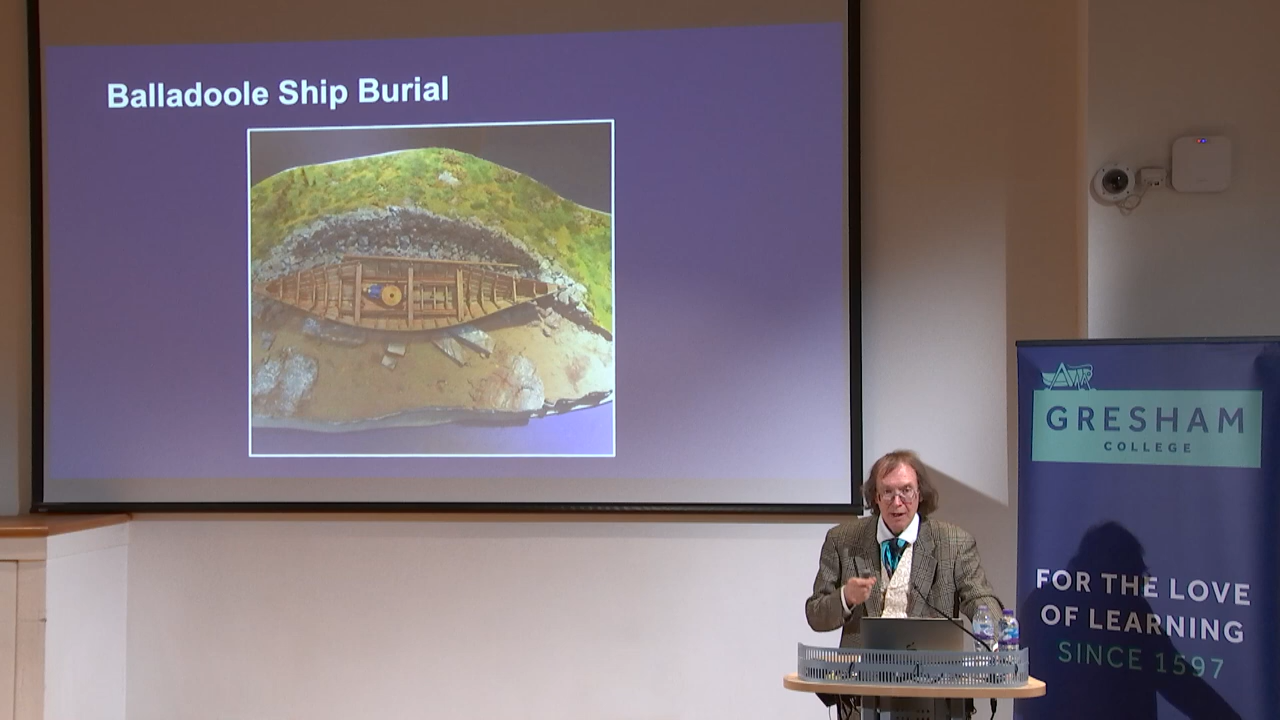 Balladoole Ship Burial
GRESHAM
COLLEGE
FOR THE LOVE
OF LEARNING
SINCE 1597